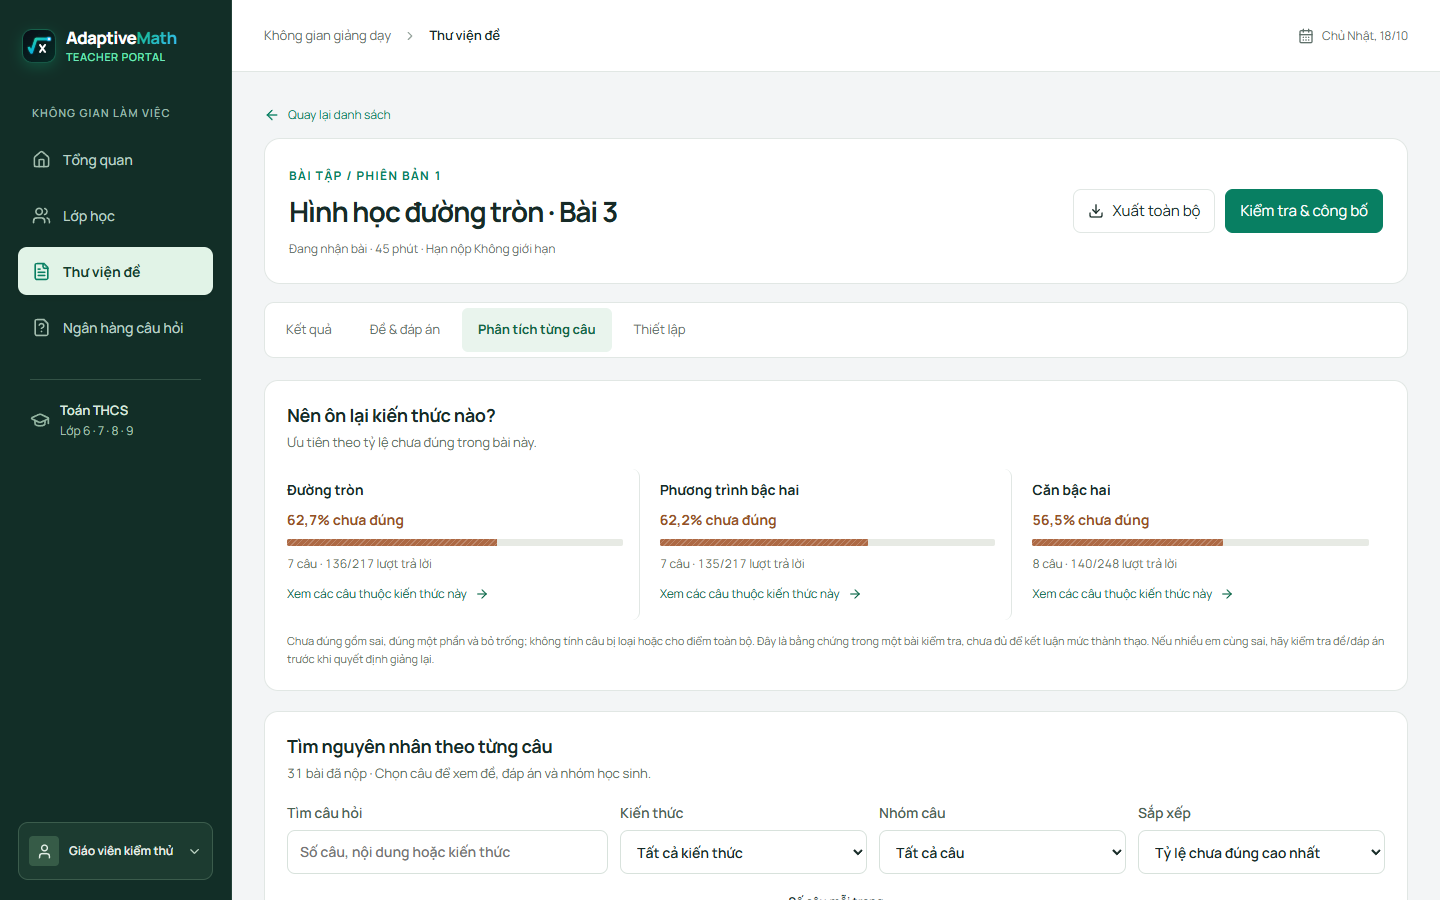 AdaptiveMath
TEACHER PORTAL
KHÔNG GIAN LÀM VIỆC
Tổng quan
Lớp học
Thư viện đề
Ngân hàng câu hỏi
Toán THCS
Lớp 6 · 7 · 8 · 9
Giáo viên kiểm thử
Không gian giảng dạy > Thư viện đề
Chủ Nhật, 18/10
Quay lại danh sách
BÀI TẬP / PHIÊN BẢN 1
Hình học đường tròn · Bài 3
Đang nhận bài · 45 phút · Hạn nộp Không giới hạn
Xuất toàn bộ
Kiểm tra & công bố
Kết quả
Đề & đáp án
Phân tích từng câu
Thiết lập
Nên ôn lại kiến thức nào?
Ưu tiên theo tỷ lệ chưa đúng trong bài này.
Đường tròn
62,7% chưa đúng
7 câu · 136/217 lượt trả lời
Xem các câu thuộc kiến thức này
Phương trình bậc hai
62,2% chưa đúng
7 câu · 135/217 lượt trả lời
Xem các câu thuộc kiến thức này
Căn bậc hai
56,5% chưa đúng
8 câu · 140/248 lượt trả lời
Xem các câu thuộc kiến thức này
Chưa đúng gồm sai, đúng một phần và bỏ trống; không tính câu bị loại hoặc cho điểm toàn bộ. Đây là bằng chứng trong một bài kiểm tra, chưa đủ để kết luận mức thành thạo. Nếu nhiều em cùng sai, hãy kiểm tra đề/đáp án
trước khi quyết định giảng lại.
Tìm nguyên nhân theo từng câu
31 bài đã nộp · Chọn câu để xem đề, đáp án và nhóm học sinh.
Tìm câu hỏi
Số câu, nội dung hoặc kiến thức
Kiến thức
Tất cả kiến thức
Nhóm câu
Tất cả câu
Sắp xếp
Tỷ lệ chưa đúng cao nhất